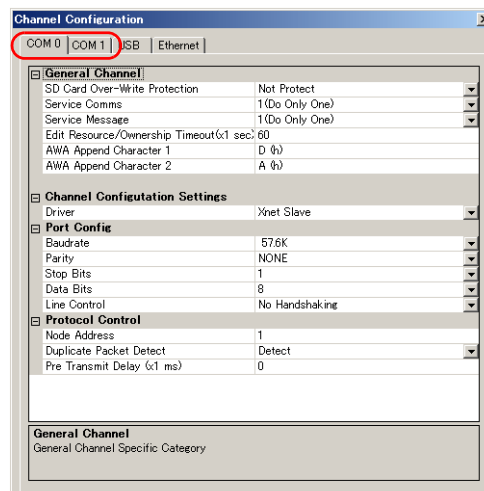 Channel Configuration
COM 0 COM 1 USB Ethernet
General Channel
SD Card Over-Write Protection Not Protect
Service Comms 1(Do Only One)
Service Message 1(Do Only One)
Edit Resource/Ownership Timeout(x1 sec) 60
AWA Append Character 1 D (h)
AWA Append Character 2 A (h)
Channel Configutation Settings
Driver Xnet Slave
Port Config
Baudrate 57.6K
Parity NONE
Stop Bits 1
Data Bits 8
Line Control No Handshaking
Protocol Control
Node Address 1
Duplicate Packet Detect Detect
Pre Transmit Delay (x1 ms) 0
General Channel
General Channel Specific Category